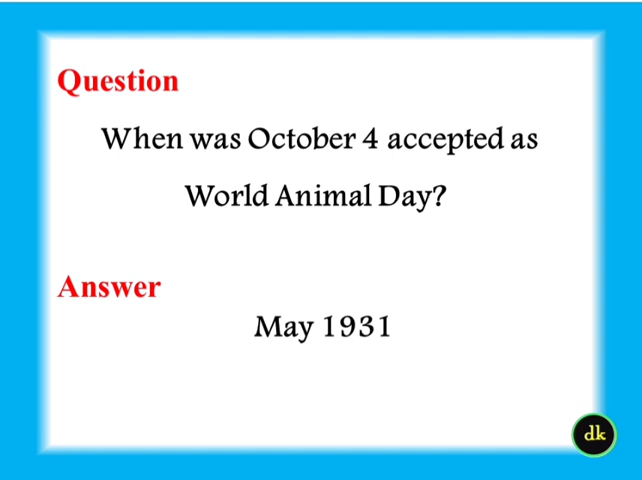 Question
When was October 4 accepted as
World Animal Day?
Answer
May 1931
dk